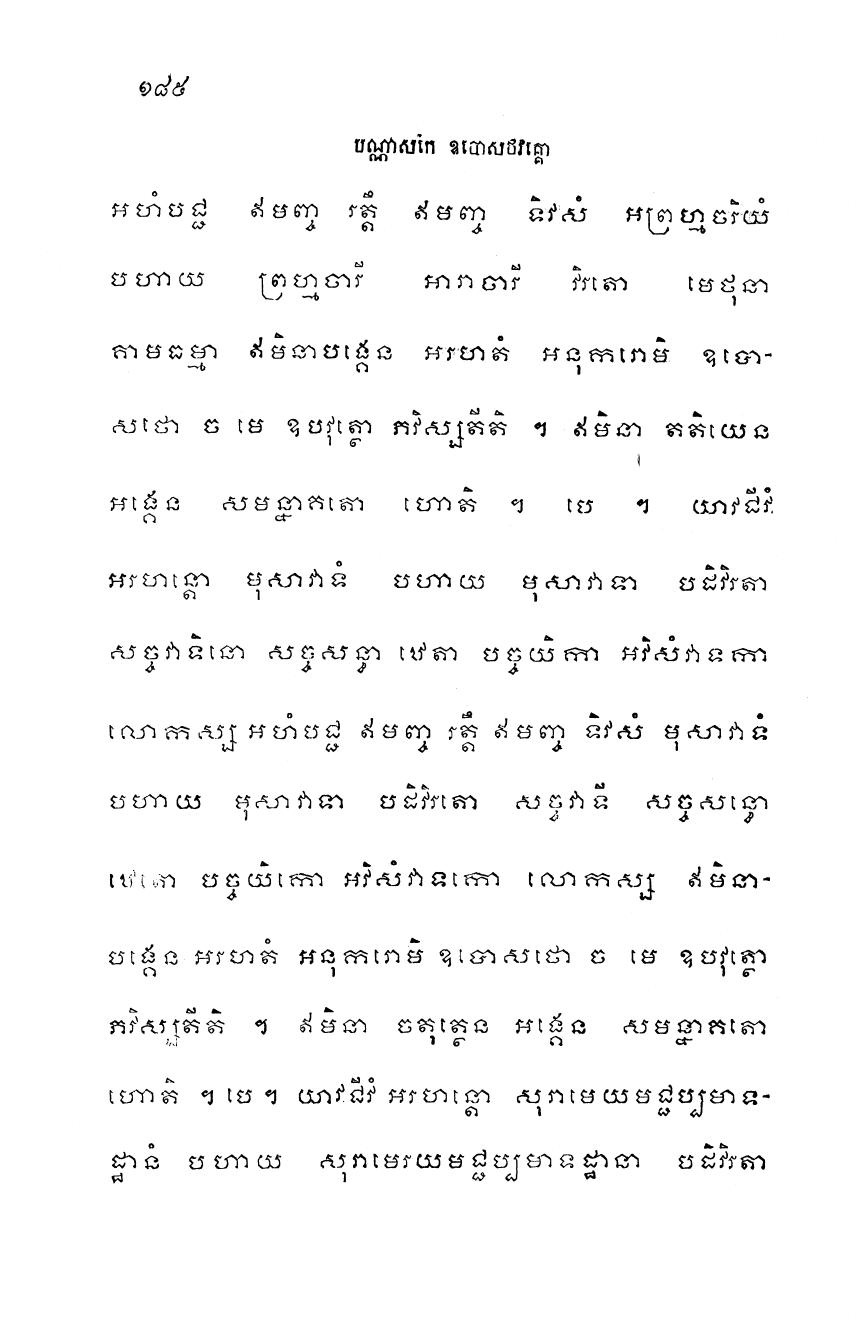 ១៨៥
បណ្ណាសកែ ឧបោសថវគ្គោ
អហំបជ្ជ ឥមញ្ច រត្តឹ ឥមញ្ច ទិវសំ អព្រហ្មចរិយំ
បហាយ ព្រហ្មចារី អារាចារី វិរតោ មេថុនា
គាមធម្មា ឥមិនាបង្គេន អរហតំ អនុករោមិ ឧបោ-
សថោ ច មេ ឧបវុត្ថោ ភវិស្សតីតិ ។ ឥមិនា តតិយេន
អង្គេន សមន្នាគតោ ហោតិ ។ បេ ។ យាវជីវំ
អរហន្តោ មុសាវាទំ បហាយ មុសាវាទា បដិវិរតា
សច្ចវាទិនោ សច្ចសន្ធា ឋេតា បច្ចយិកា អវិសំវាទកា
លោកស្ស អហំបជ្ជ ឥមញ្ច រត្តឹ ឥមញ្ច ទិវសំ មុសាវាទំ
បហាយ មុសាវាទា បដិវិរតោ សច្ចវាទី សច្ចសន្ធោ
ឋេតោ បច្ចយិកោ អវិសំវាទកោ លោកស្ស ឥមិនា-
បង្គេន អរហតំ អនុករោមិ ឧបោសថោ ច មេ ឧបវុត្ថោ
ភវិស្សតីតិ ។ ឥមិនា ចតុត្ថេន អង្គេន សមន្នាគតោ
ហោតិ ។ បេ ។ យាវជីវំ អរហន្តោ សុរាមេរយមជ្ជប្បមាទ-
ដ្ឋានំ បហាយ សុរាមេរយមជ្ជប្បមាទដ្ឋានា បដិវិរតា